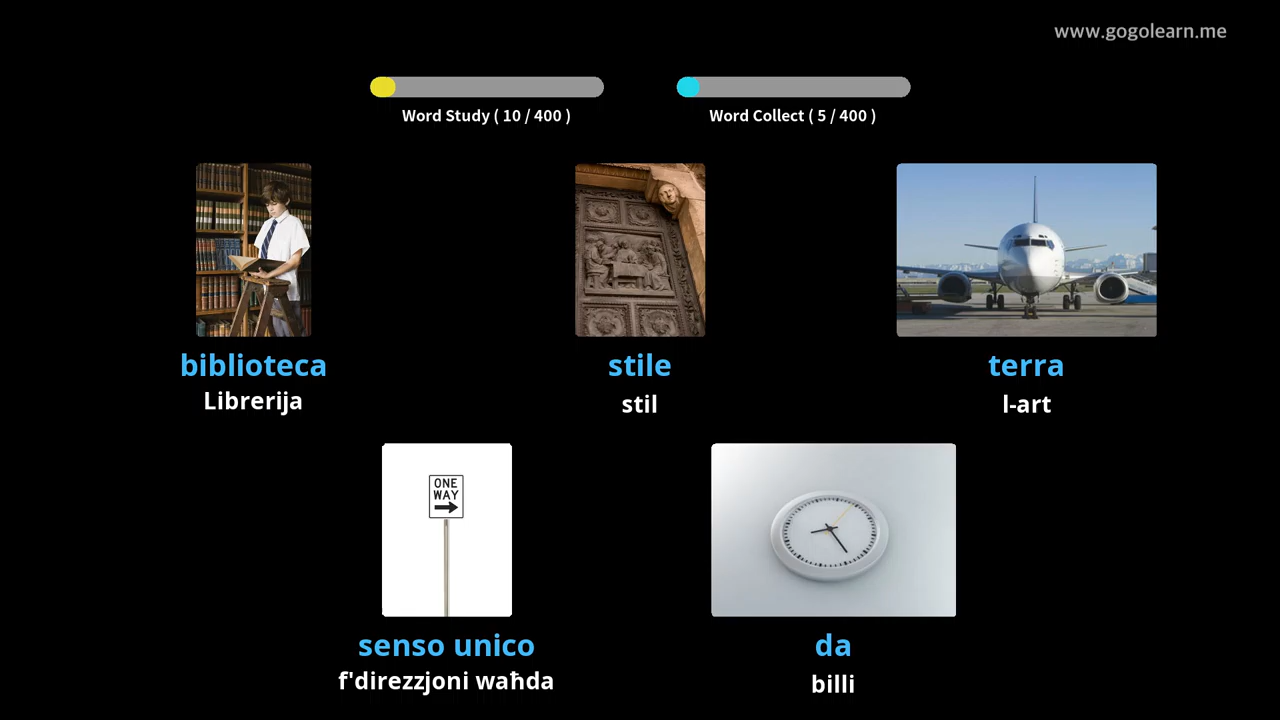 www.gogolearn.me
Word Study ( 10 / 400 )
Word Collect ( 5 / 400 )
biblioteca
Librerija
stile
stil
terra
l-art
ONE
WAY
senso unico
f'direzzjoni waħda
da
billi